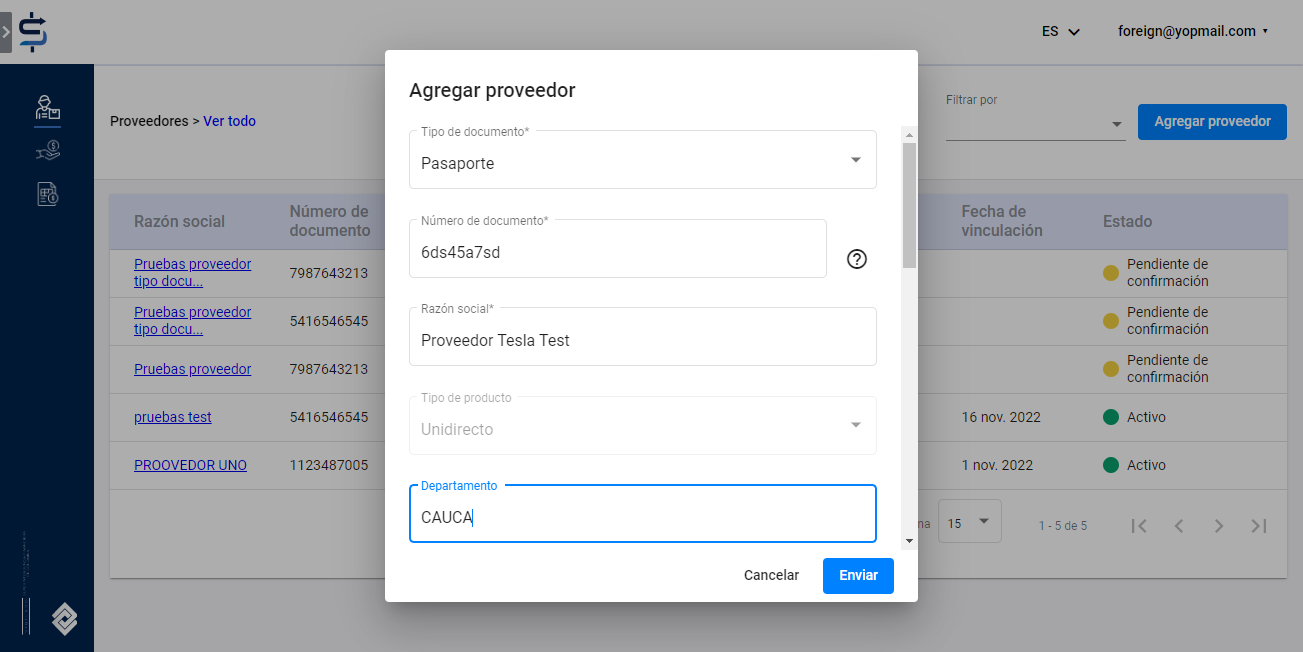 ES
foreign@yopmail.com
Proveedores > Ver todo
Filtrar por
Agregar proveedor
Agregar proveedor
Tipo de documento*
Pasaporte
Número de documento*
6ds45a7sd
Razón social*
Proveedor Tesla Test
Tipo de producto
Unidirecto
Departamento
CAUCA
Cancelar
Enviar
Razón social
Número de
documento
Fecha de
vinculación
Estado
Pruebas proveedor
tipo docu...
7987643213
Pendiente de
confirmación
Pruebas proveedor
tipo docu...
5416546545
Pendiente de
confirmación
Pruebas proveedor
7987643213
Pendiente de
confirmación
pruebas test
5416546545
16 nov. 2022
Activo
PROOVEDOR UNO
1123487005
1 nov. 2022
Activo
na
15
1 - 5 de 5